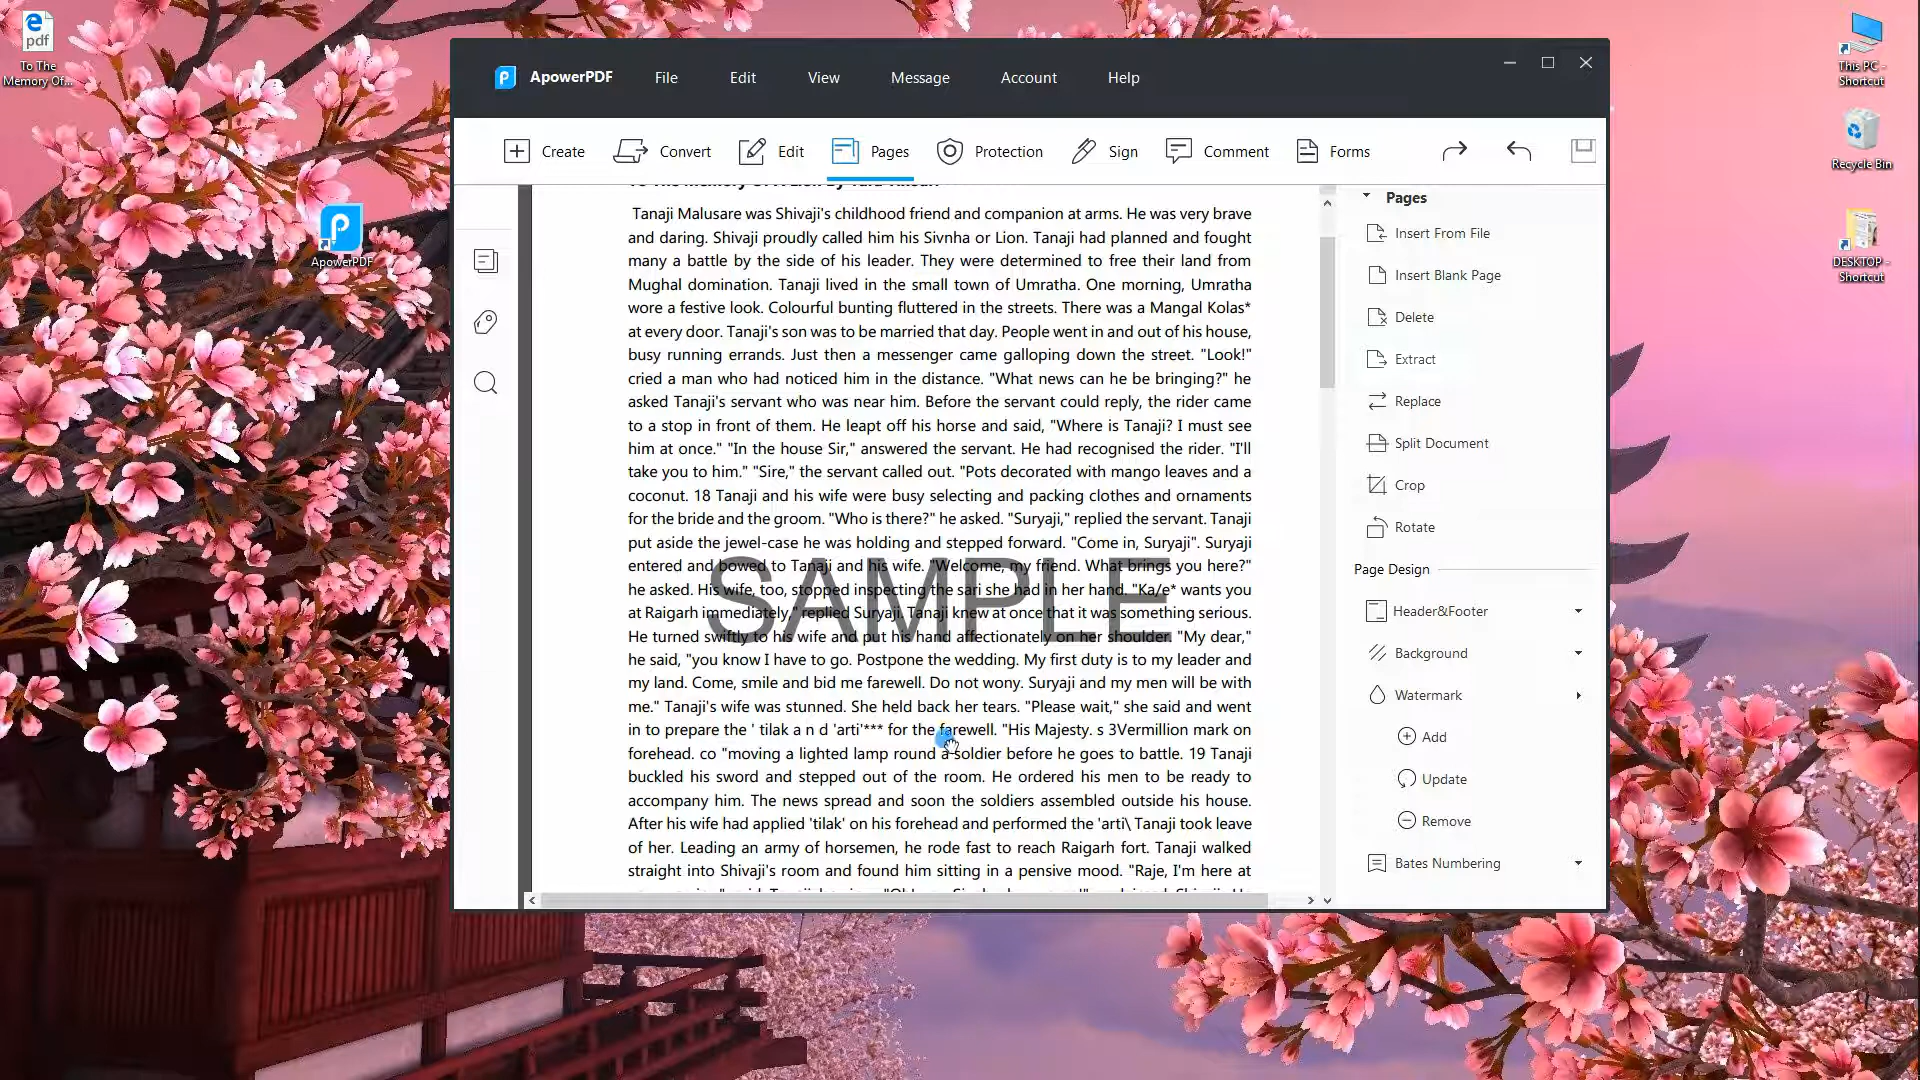 pdf
To The
Memory Of...
ApowerPDF
ApowerPDF
File
Edit
View
Message
Account
Help
Create
Convert
Edit
Pages
Protection
Sign
Comment
Forms
Tanaji Malusare was Shivaji's childhood friend and companion at arms. He was very brave
and daring. Shivaji proudly called him his Sivnha or Lion. Tanaji had planned and fought
many a battle by the side of his leader. They were determined to free their land from
Mughal domination. Tanaji lived in the small town of Umratha. One morning, Umratha
wore a festive look. Colourful bunting fluttered in the streets. There was a Mangal Kolas*
at every door. Tanaji's son was to be married that day. People went in and out of his house,
busy running errands. Just then a messenger came galloping down the street. "Look!"
cried a man who had noticed him in the distance. "What news can he be bringing?" he
asked Tanaji's servant who was near him. Before the servant could reply, the rider came
to a stop in front of them. He leapt off his horse and said, "Where is Tanaji? I must see
him at once." "In the house Sir," answered the servant. He had recognised the rider. "I'll
take you to him." "Sire," the servant called out. "Pots decorated with mango leaves and a
coconut. 18 Tanaji and his wife were busy selecting and packing clothes and ornaments
for the bride and the groom. "Who is there?" he asked. "Suryaji," replied the servant. Tanaji
put aside the jewel-case he was holding and stepped forward. "Come in, Suryaji". Suryaji
entered and bowed to Tanaji and his wife. "Welcome, my friend. What brings you here?"
he asked. His wife, too, stopped inspecting the sari she had in her hand. "Ka/e* wants you
at Raigarh immediately," replied Suryaji. Tanaji knew at once that it was something serious.
He turned swiftly to his wife and put his hand affectionately on her shoulder. "My dear,"
he said, "you know I have to go. Postpone the wedding. My first duty is to my leader and
my land. Come, smile and bid me farewell. Do not wony. Suryaji and my men will be with
me." Tanaji's wife was stunned. She held back her tears. "Please wait," she said and went
in to prepare the ' tilak a n d 'arti'*** for the farewell. "His Majesty. s 3Vermillion mark on
forehead. co "moving a lighted lamp round a soldier before he goes to battle. 19 Tanaji
buckled his sword and stepped out of the room. He ordered his men to be ready to
accompany him. The news spread and soon the soldiers assembled outside his house.
After his wife had applied 'tilak' on his forehead and performed the 'arti\ Tanaji took leave
of her. Leading an army of horsemen, he rode fast to reach Raigarh fort. Tanaji walked
straight into Shivaji's room and found him sitting in a pensive mood. "Raje, I'm here at
SAMPLE
Pages
Insert From File
Insert Blank Page
Delete
Extract
Replace
Split Document
Crop
Rotate
Page Design
Header&Footer
Background
Watermark
Add
Update
Remove
Bates Numbering
This PC -
Shortcut
Recycle Bin
DESKTOP -
Shortcut